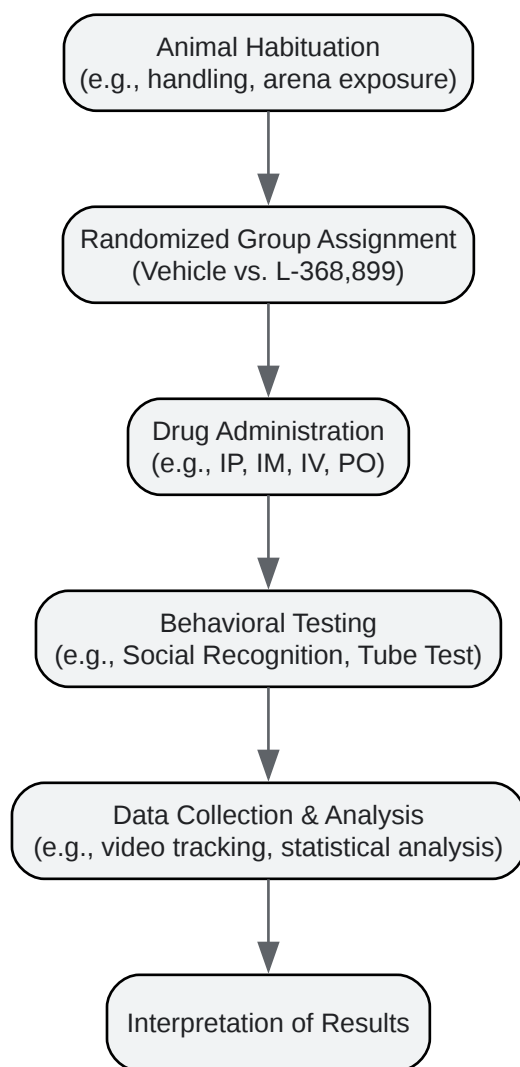 Animal Habituation
(e.g., handling, arena exposure)
Randomized Group Assignment
(Vehicle vs. L-368,899)
Drug Administration
(e.g., IP, IM, IV, PO)
Behavioral Testing
(e.g., Social Recognition, Tube Test)
Data Collection & Analysis
(e.g., video tracking, statistical analysis)
Interpretation of Results